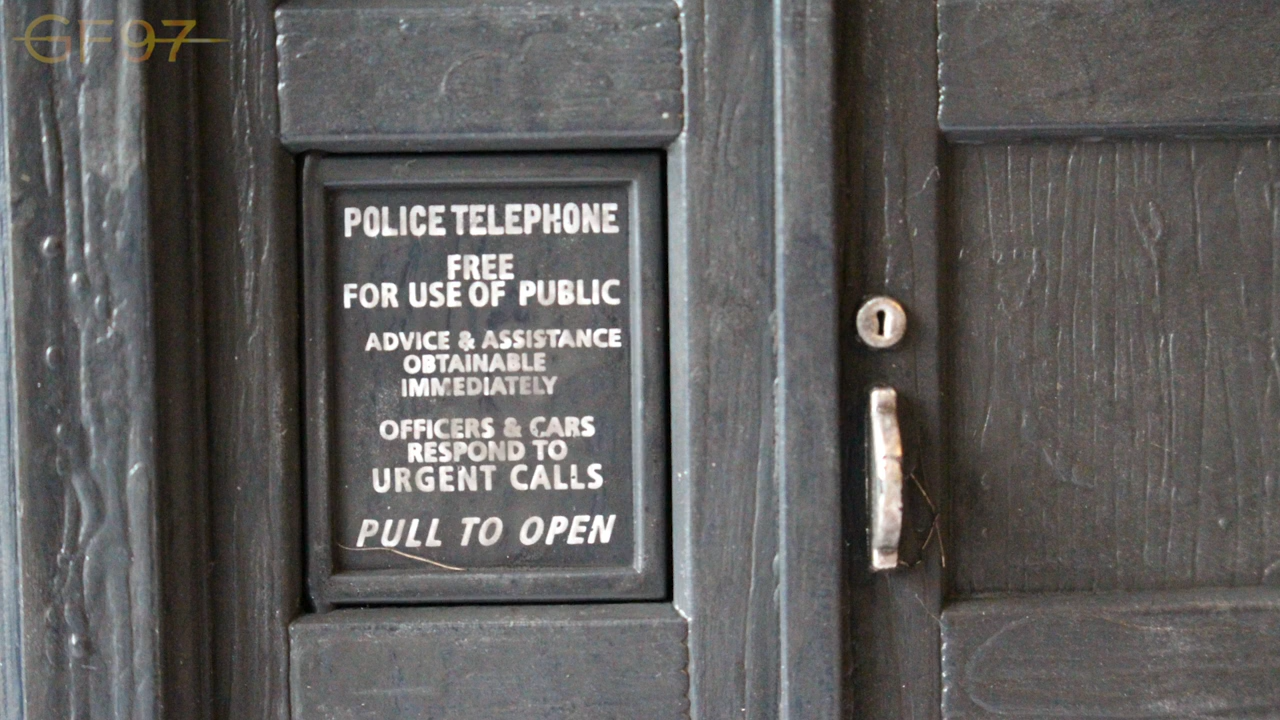 GF97
POLICE TELEPHONE
FREE
FOR USE OF PUBLIC
ADVICE & ASSISTANCE
OBTAINABLE
IMMEDIATELY
OFFICERS & CARS
RESPOND TO
URGENT CALLS
PULL TO OPEN